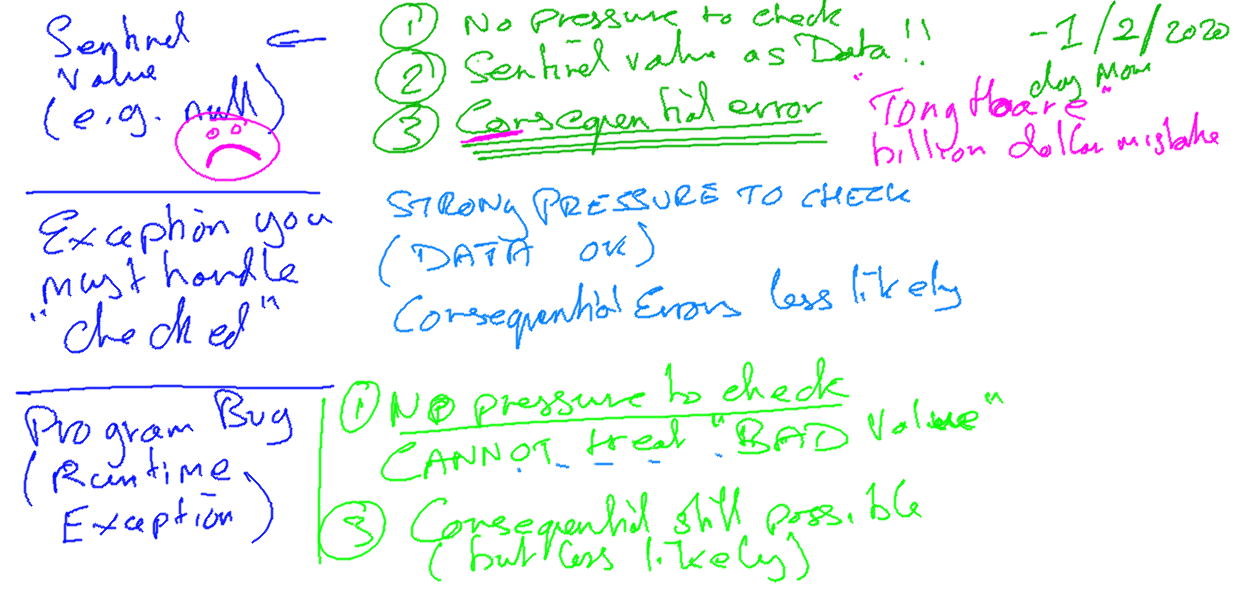 Sentinel
Value
(e.g. null)
① No Pressure to check
② Sentinel value as Data!!
③ Consequential error
-1/2/2020
day Mon
"Tony Hoare"
billion dollar mistake
Exception you
must handle
"checked"
STRONG PRESSURE TO CHECK
(DATA OK)
Consequential Errors less likely
Program Bug
(Runtime
Exception)
① No pressure to check
CANNOT treat "BAD Value"
③ Consequential still possible
(but less likely)